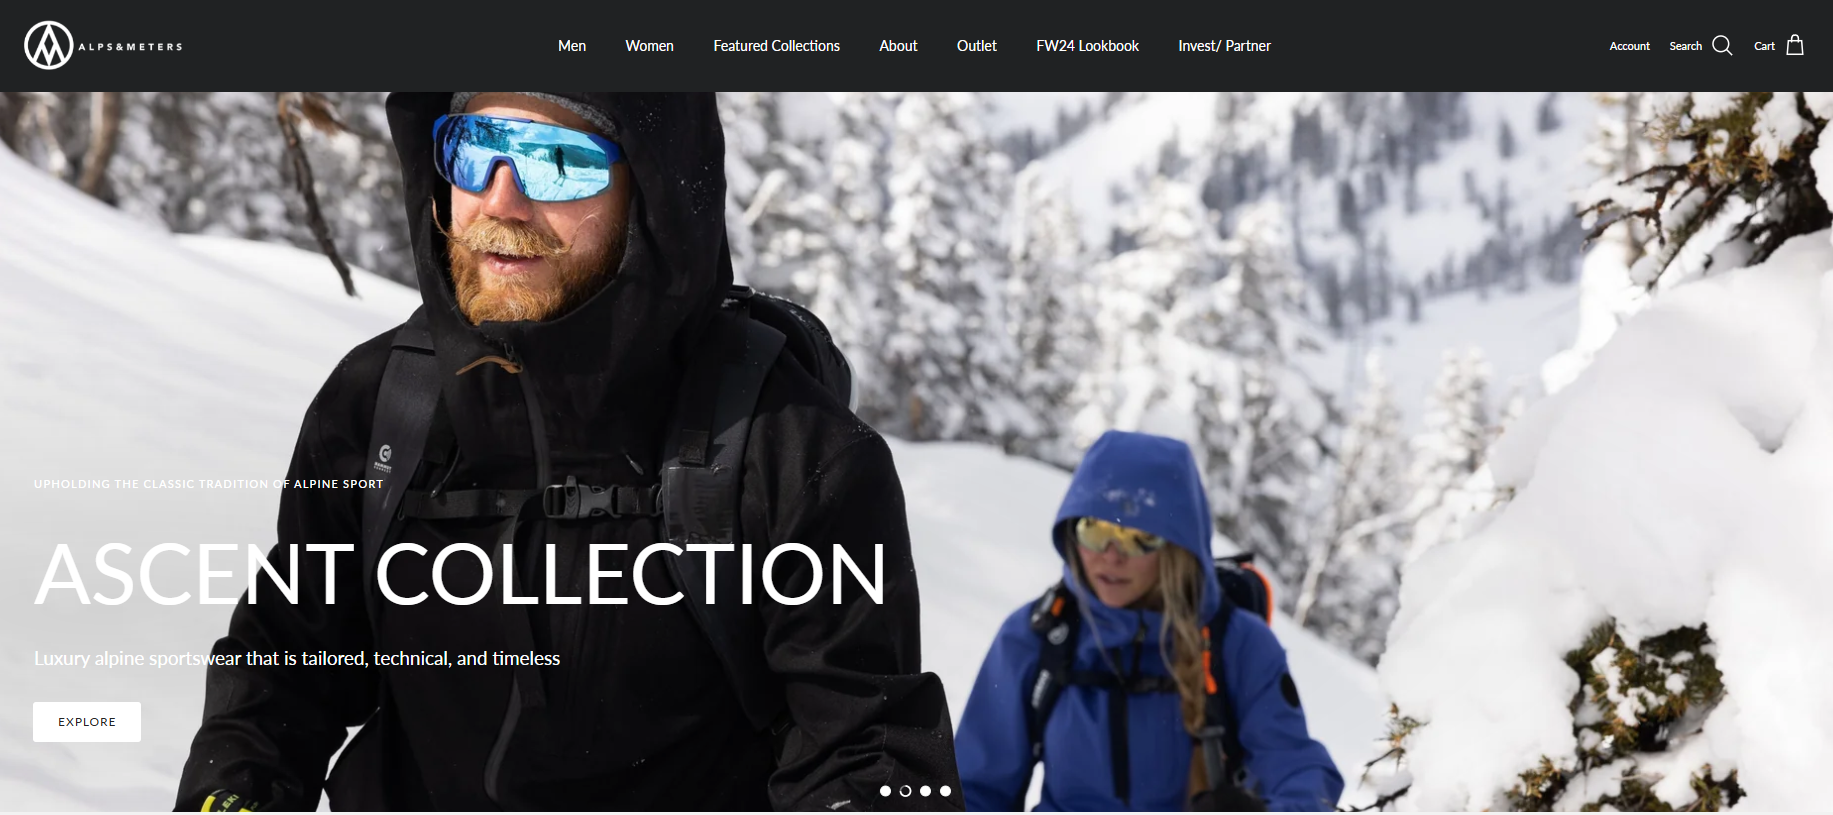 ALPS&METERS
Men
Women
Featured Collections
About
Outlet
FW24 Lookbook
Invest/ Partner
Account
Search
Cart
UPHOLDING THE CLASSIC TRADITION OF ALPINE SPORT
ASCENT COLLECTION
Luxury alpine sportswear that is tailored, technical, and timeless
EXPLORE
LEKI